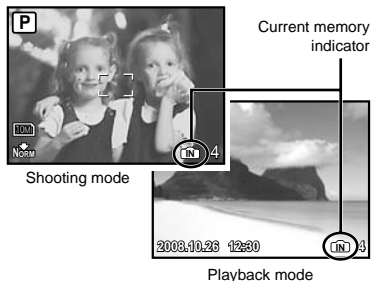 P
Current memory
indicator
10M
NORM
IN 4
Shooting mode
2008.10.26 12:30
IN 4
Playback mode